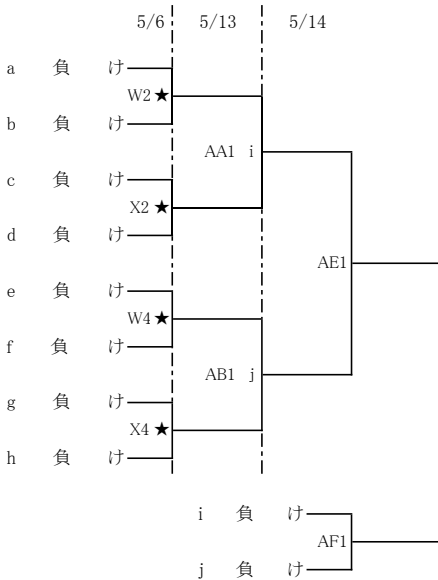 5/6 5/13 5/14
a 負け
W2 ★
b 負け
AA1 i
c 負け
X2 ★
d 負け
AE1
e 負け
W4 ★
f 負け
AB1 j
g 負け
X4 ★
h 負け
i 負け
AF1
j 負け